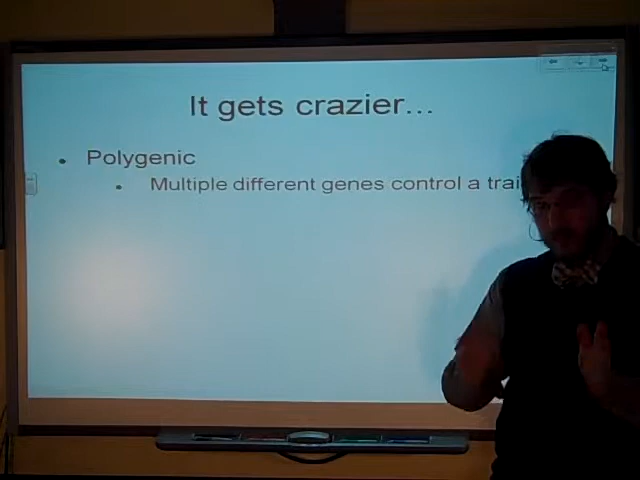 It gets crazier...
• Polygenic
• Multiple different genes control a trai